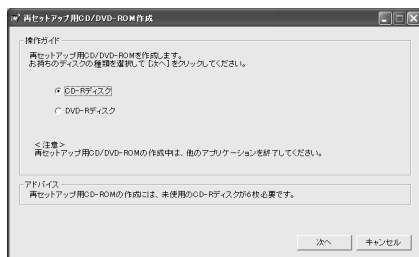 再セットアップ用CD/DVD-ROM作成
操作ガイド
再セットアップ用CD/DVD-ROMを作成します。
お持ちのディスクの種類を選択して [次へ] をクリックしてください。
CD-Rディスク
DVD-Rディスク
<注意>
再セットアップ用CD/DVD-ROMの作成中は、他のアプリケーションを終了してください。
アドバイス
再セットアップ用CD-ROMの作成には、未使用のCD-Rディスクが6枚必要です。
次へ
キャンセル